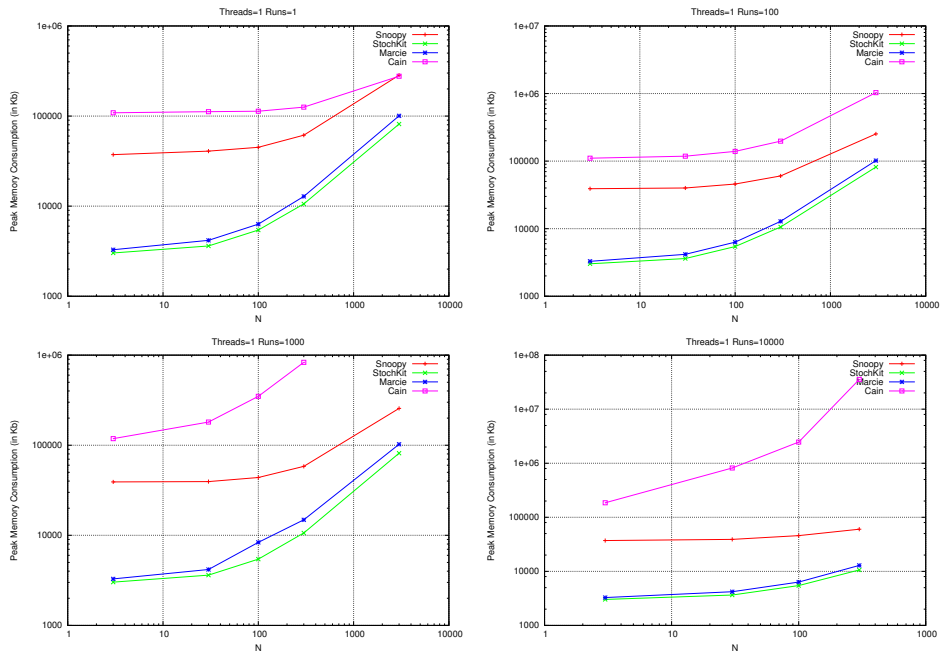 Threads=1 Runs=1
1e+06
100000
10000
1000
1 10 100 1000 10000
Peak Memory Consumption (in Kb)
N
Snoopy
StochKit
Marcie
Cain
Threads=1 Runs=100
1e+07
1e+06
100000
10000
1000
1 10 100 1000 10000
Peak Memory Consumption (in Kb)
N
Snoopy
StochKit
Marcie
Cain
Threads=1 Runs=1000
1e+06
100000
10000
1000
1 10 100 1000 10000
Peak Memory Consumption (in Kb)
N
Snoopy
StochKit
Marcie
Cain
Threads=1 Runs=10000
1e+08
1e+07
1e+06
100000
10000
1000
1 10 100 1000
Peak Memory Consumption (in Kb)
N
Snoopy
StochKit
Marcie
Cain